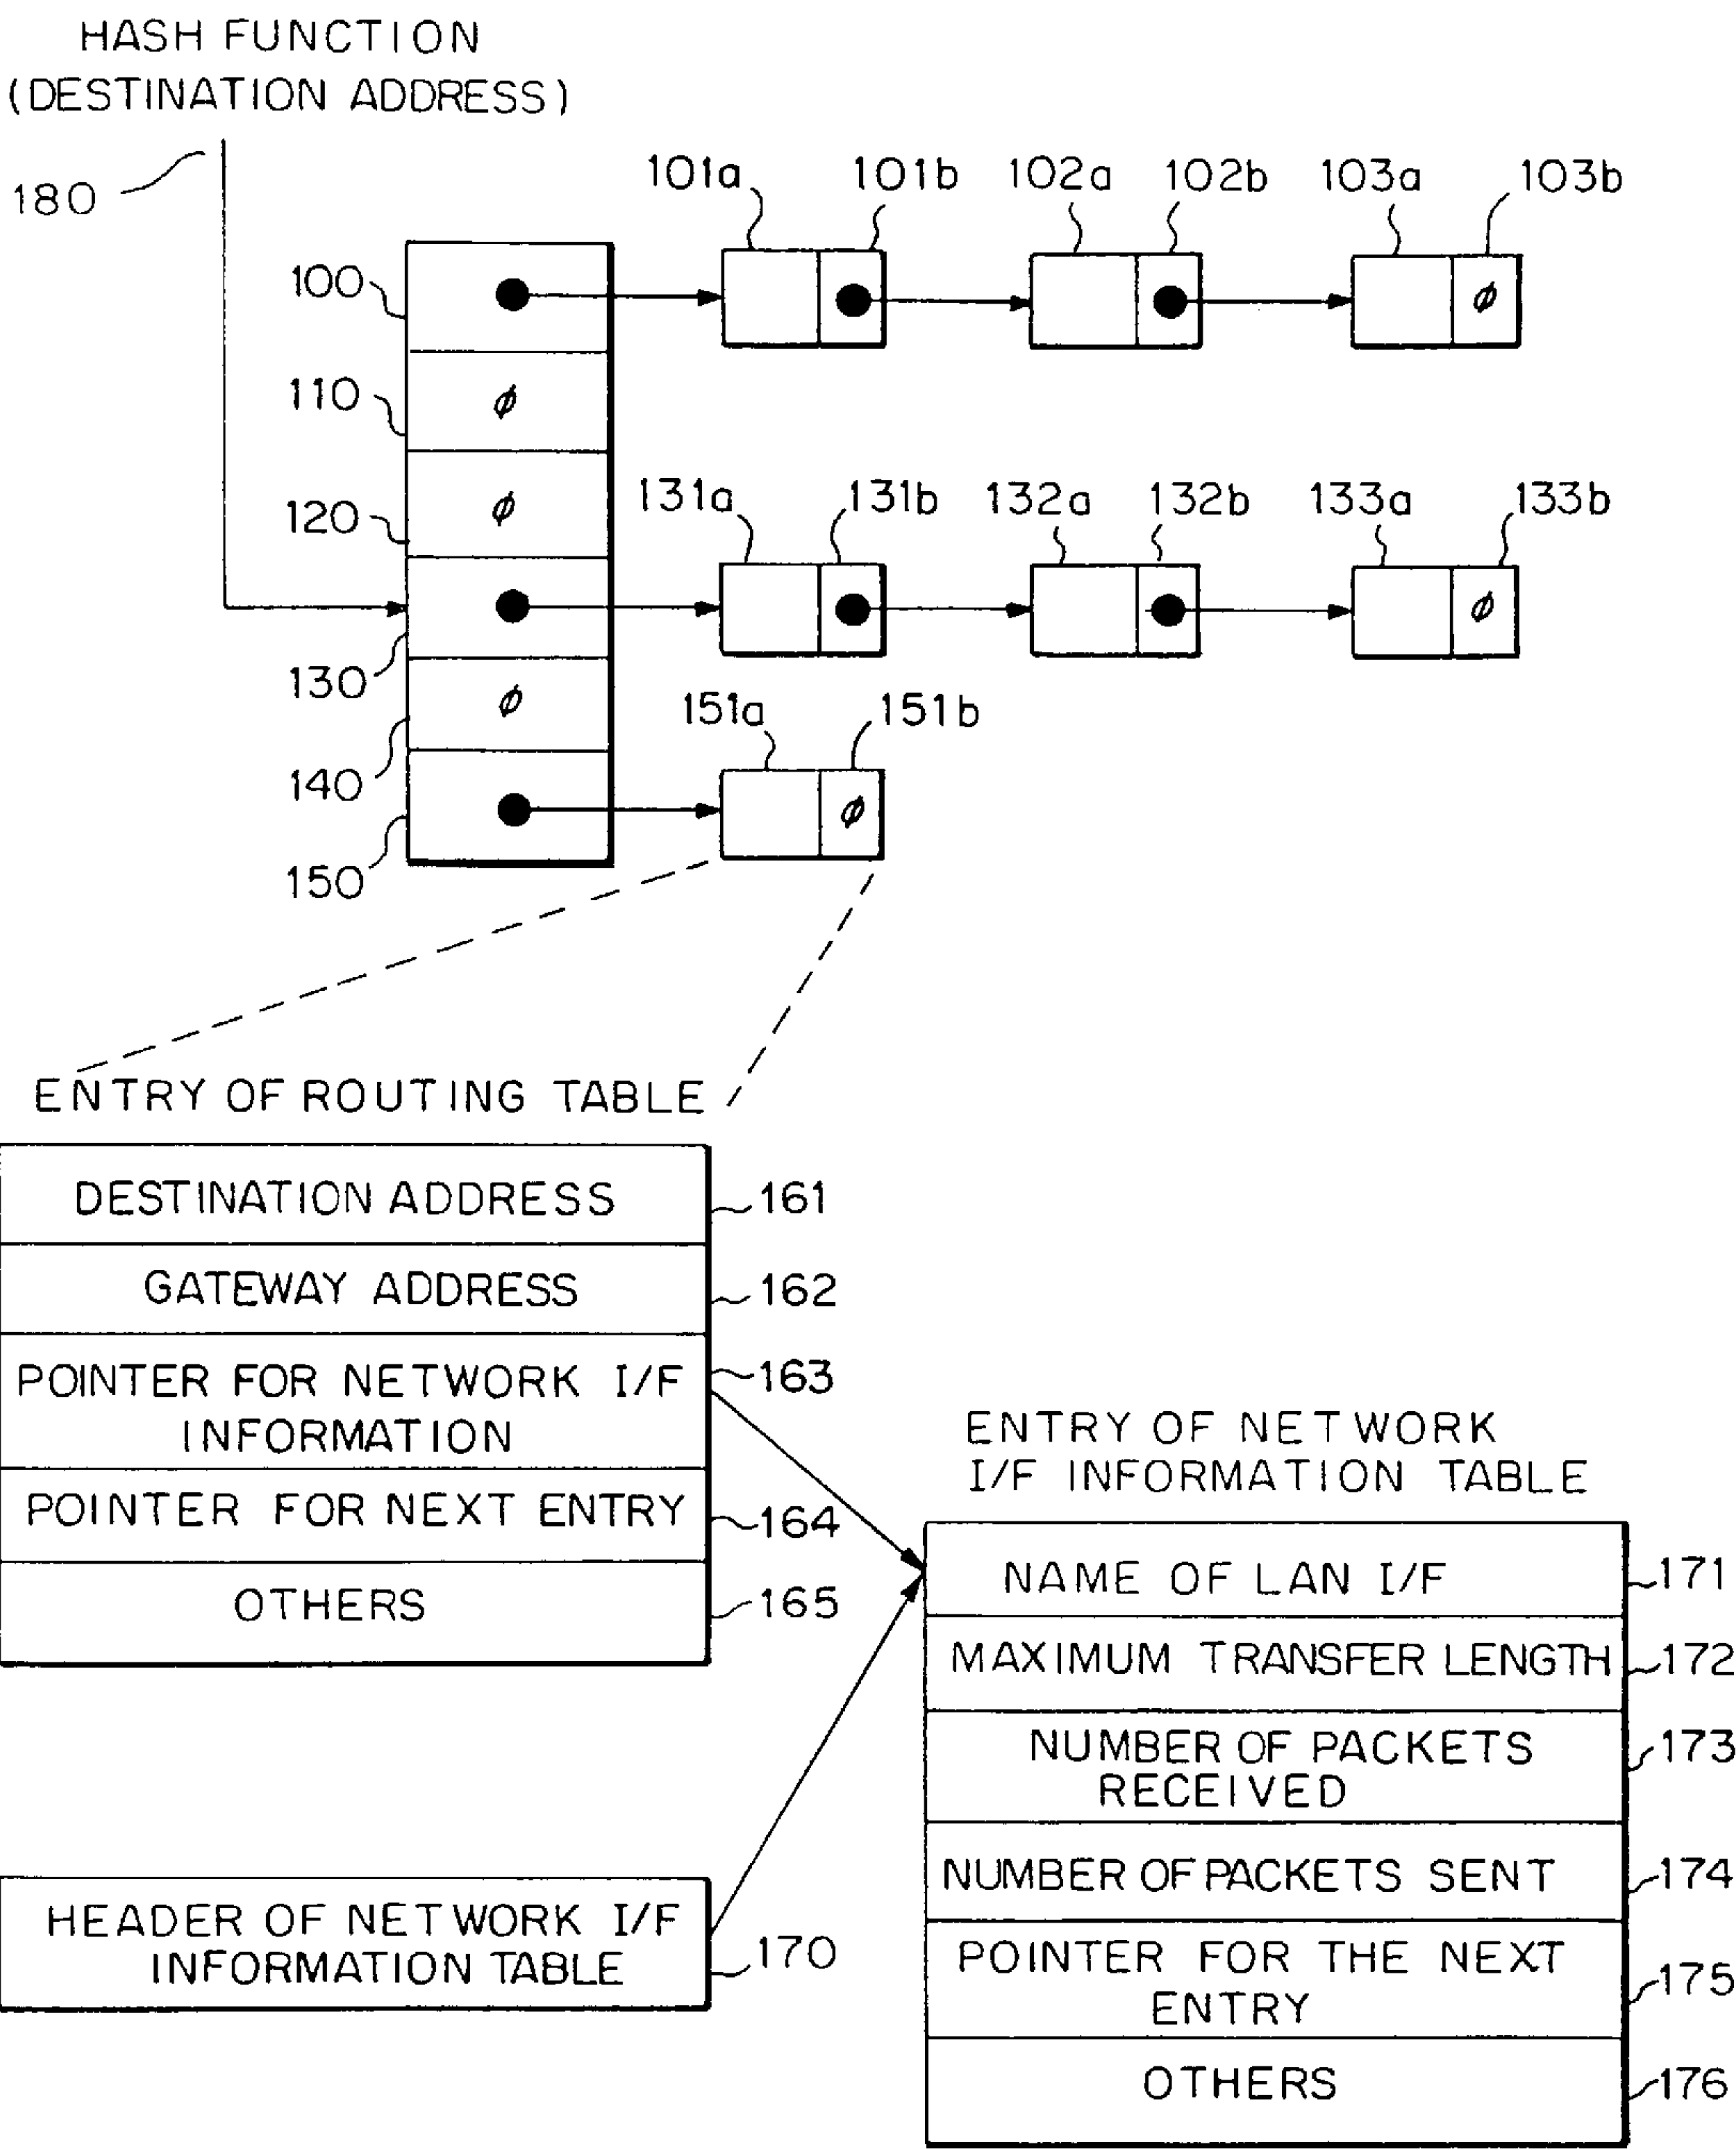 HASH FUNCTION
(DESTINATION ADDRESS)
180
101a
101b
102a
102b
103a
103b
100
ϕ
110
ϕ
120
ϕ
131a
131b
132a
132b
133a
133b
ϕ
130
140
ϕ
151a
151b
150
ϕ
ENTRY OF ROUTING TABLE
DESTINATION ADDRESS
161
GATEWAY ADDRESS
162
POINTER FOR NETWORK I/F
INFORMATION
163
POINTER FOR NEXT ENTRY
164
OTHERS
165
ENTRY OF NETWORK
I/F INFORMATION TABLE
NAME OF LAN I/F
171
MAXIMUM TRANSFER LENGTH
172
NUMBER OF PACKETS
RECEIVED
173
NUMBER OF PACKETS SENT
174
POINTER FOR THE NEXT
ENTRY
175
OTHERS
176
HEADER OF NETWORK I/F
INFORMATION TABLE
170